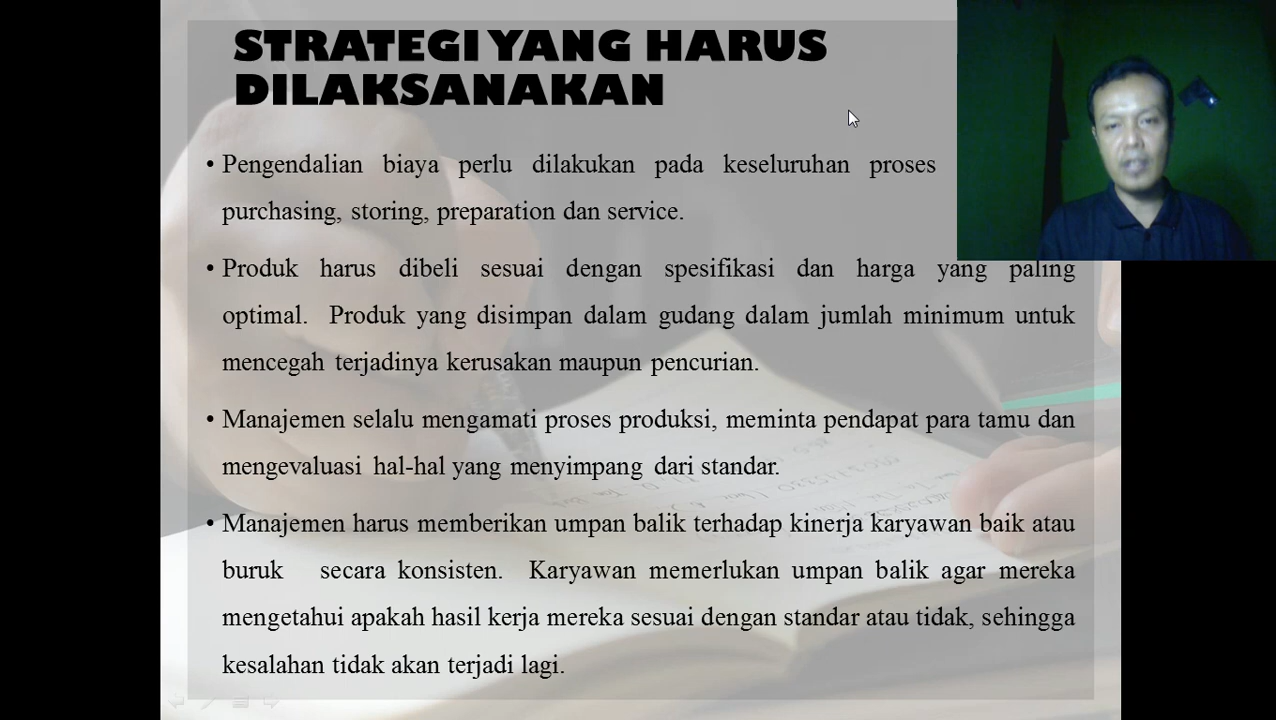 STRATEGI YANG HARUS
DILAKSANAKAN
• Pengendalian biaya perlu dilakukan pada keseluruhan proses
purchasing, storing, preparation dan service.
• Produk harus dibeli sesuai dengan spesifikasi dan harga yang paling
optimal. Produk yang disimpan dalam gudang dalam jumlah minimum untuk
mencegah terjadinya kerusakan maupun pencurian.
• Manajemen selalu mengamati proses produksi, meminta pendapat para tamu dan
mengevaluasi hal-hal yang menyimpang dari standar.
• Manajemen harus memberikan umpan balik terhadap kinerja karyawan baik atau
buruk secara konsisten. Karyawan memerlukan umpan balik agar mereka
mengetahui apakah hasil kerja mereka sesuai dengan standar atau tidak, sehingga
kesalahan tidak akan terjadi lagi.